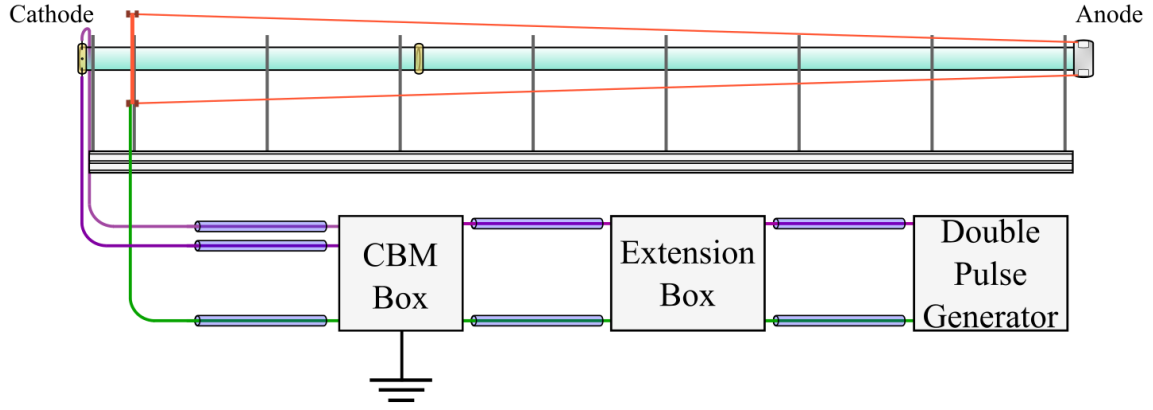 Cathode
Anode
CBM
Box
Extension
Box
Double
Pulse
Generator